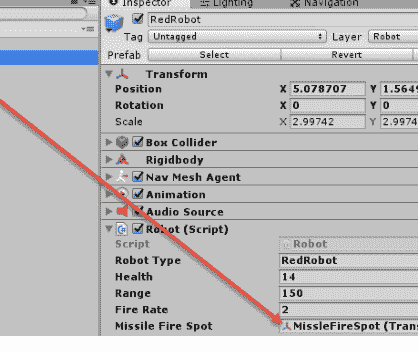 Inspector Lighting Navigation
RedRobot
Tag Untagged Layer Robot
Prefab Select Revert
Transform
Position X 5.078707 Y 1.5649
Rotation X 0 Y 0
Scale X 2.99742 Y 2.9974
Box Collider
Rigidbody
Nav Mesh Agent
Animation
Audio Source
Robot (Script)
Script Robot
Robot Type RedRobot
Health 14
Range 150
Fire Rate 2
Missile Fire Spot MissleFireSpot (Trans